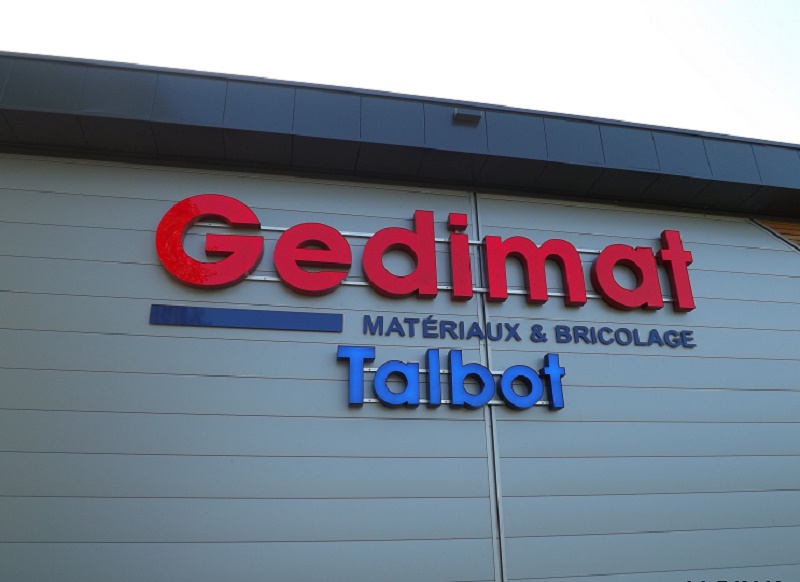 Gedimat
MATÉRIAUX & BRICOLAGE
Talbot